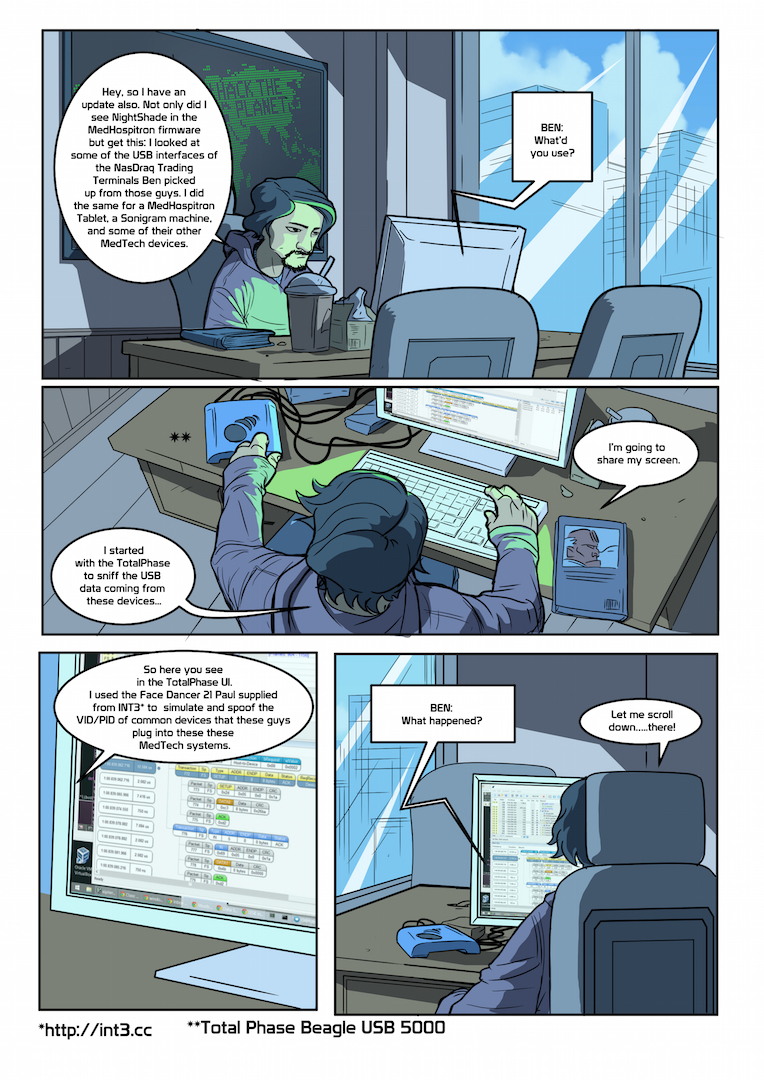 Hey, so I have an
update also. Not only did I
see NightShade in the
MedHospitron firmware
but get this: I looked at
some of the USB interfaces of
the NasDraq Trading
Terminals Ben picked
up from those guys. I did
the same for a MedHospitron
Tablet, a Sonigram machine,
and some of their other
MedTech devices.
HACK THE
PLANET
BEN:
What'd
you use?
**
I'm going to
share my screen.
I started
with the TotalPhase
to sniff the USB
data coming from
these devices...
So here you see
in the TotalPhase UI.
I used the Face Dancer 21 Paul supplied
from INT3* to simulate and spoof the
VID/PID of common devices that these guys
plug into these these
MedTech systems.
BEN:
What happened?
Let me scroll
down.....there!
*http://int3.cc
**Total Phase Beagle USB 5000